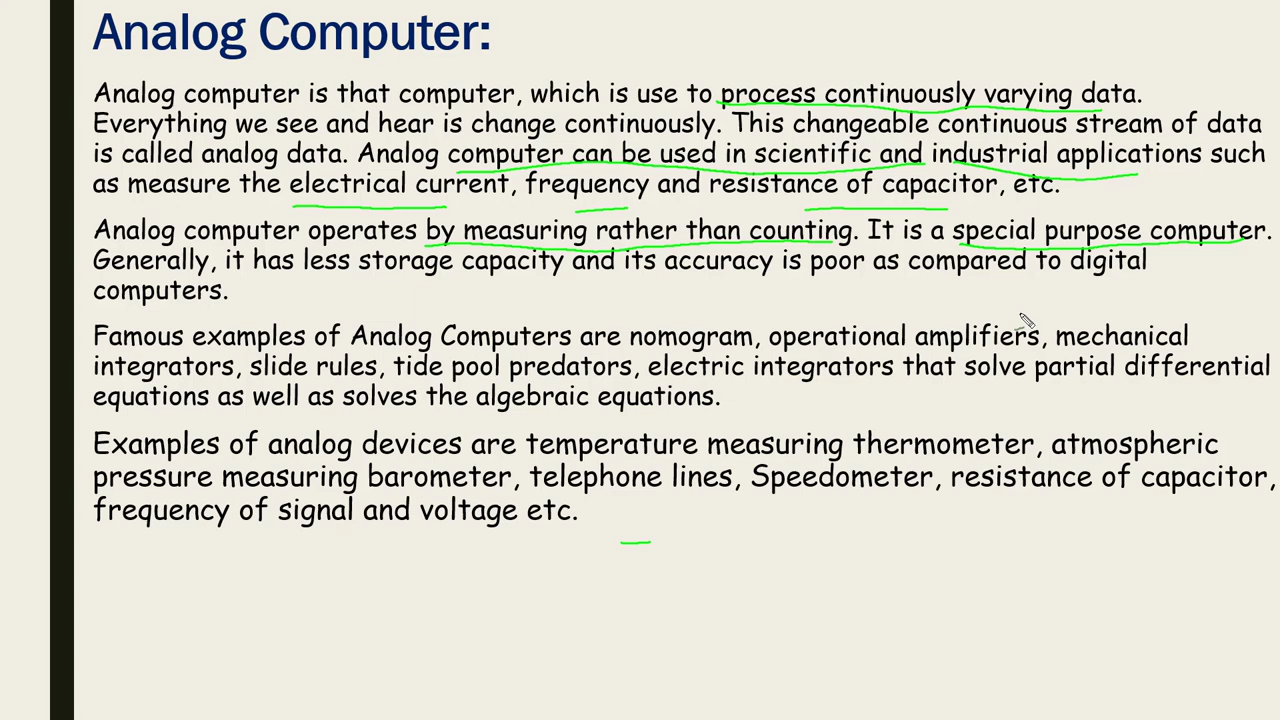 Analog Computer:
Analog computer is that computer, which is use to process continuously varying data.
Everything we see and hear is change continuously. This changeable continuous stream of data
is called analog data. Analog computer can be used in scientific and industrial applications such
as measure the electrical current, frequency and resistance of capacitor, etc.
Analog computer operates by measuring rather than counting. It is a special purpose computer.
Generally, it has less storage capacity and its accuracy is poor as compared to digital
computers.
Famous examples of Analog Computers are nomogram, operational amplifiers, mechanical
integrators, slide rules, tide pool predators, electric integrators that solve partial differential
equations as well as solves the algebraic equations.
Examples of analog devices are temperature measuring thermometer, atmospheric
pressure measuring barometer, telephone lines, Speedometer, resistance of capacitor,
frequency of signal and voltage etc.